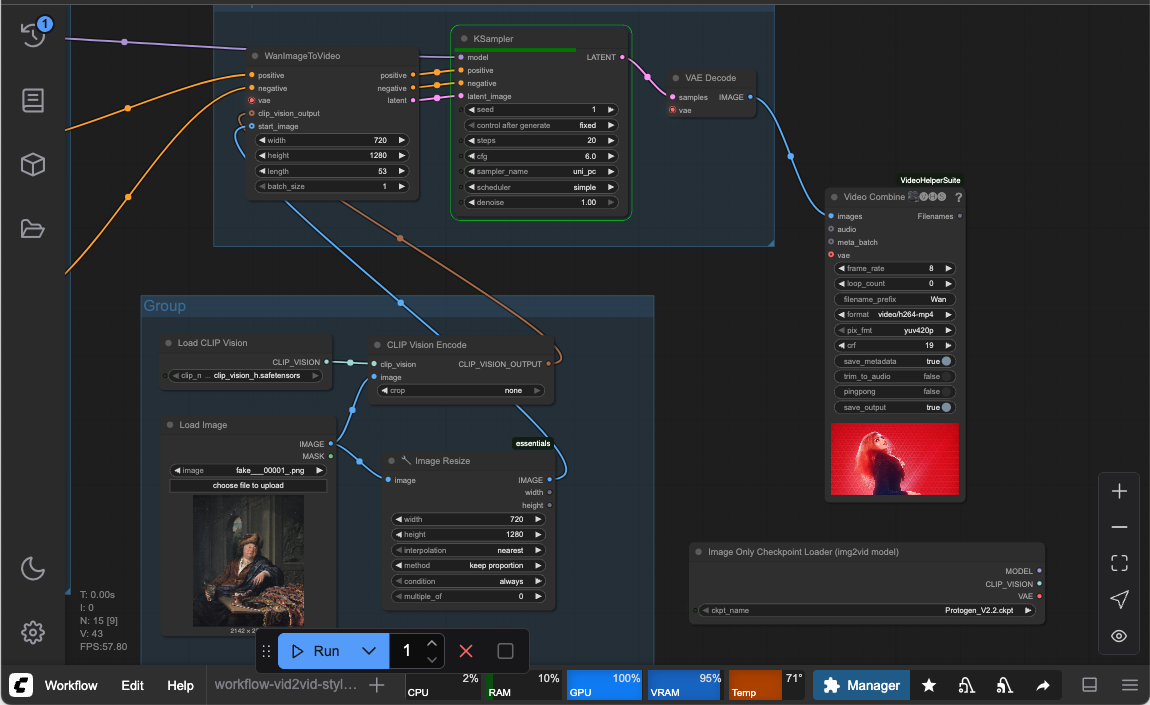 1
WanImageToVideo
positive
positive
negative
negative
vae
latent
clip_vision_output
start_image
width 720
height 1280
length 53
batch_size 1
KSampler
model
LATENT
positive
negative
latent_image
seed 1
control after generate fixed
steps 20
cfg 6.0
sampler_name uni_pc
scheduler simple
denoise 1.00
VAE Decode
samples
IMAGE
vae
VideoHelperSuite
Video Combine
VHS
?
images
Filenames
audio
meta_batch
vae
frame_rate 8
loop_count 0
filename_prefix Wan
format video/h264-mp4
pix_fmt yuv420p
crf 19
save_metadata true
trim_to_audio false
pingpong false
save_output true
Group
Load CLIP Vision
CLIP_VISION
clip_n ... clip_vision_h.safetensors
CLIP Vision Encode
clip_vision
CLIP_VISION_OUTPUT
image
crop none
Load Image
IMAGE
MASK
image fake___00001_.png
choose file to upload
essentials
Image Resize
image
IMAGE
width
height
width 720
height 1280
interpolation nearest
method keep proportion
condition always
multiple_of 0
Image Only Checkpoint Loader (img2vid model)
MODEL
CLIP_VISION
VAE
ckpt_name Protogen_V2.2.ckpt
T: 0.00s
I: 0
N: 15 [9]
V: 43
FPS:57.80
Run
1
Workflow
Edit
Help
workflow-vid2vid-styl...
CPU 2%
RAM 10%
GPU 100%
VRAM 95%
Temp 71°
Manager